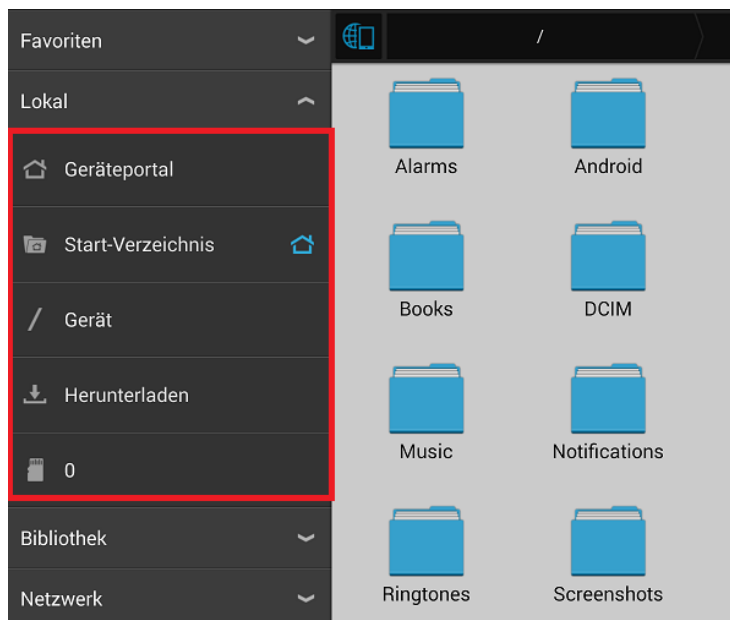 Favoriten
Lokal
Geräteportal
Start-Verzeichnis
Gerät
Herunterladen
0
Bibliothek
Netzwerk
/
Alarms
Android
Books
DCIM
Music
Notifications
Ringtones
Screenshots